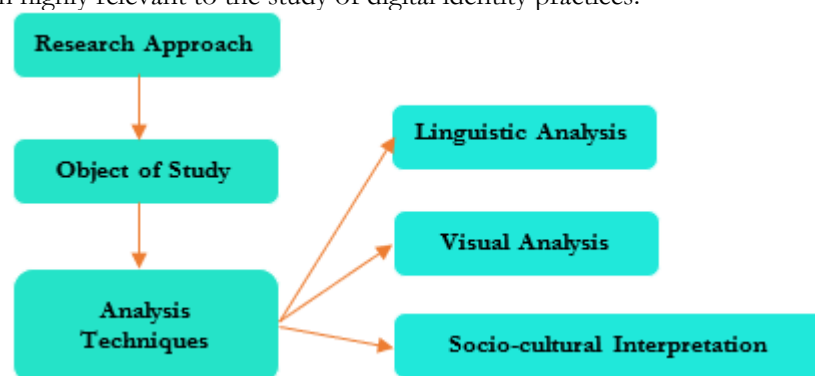 highly relevant to the study of digital identity practices.
Research Approach
Object of Study
Analysis
Techniques
Linguistic Analysis
Visual Analysis
Socio-cultural Interpretation